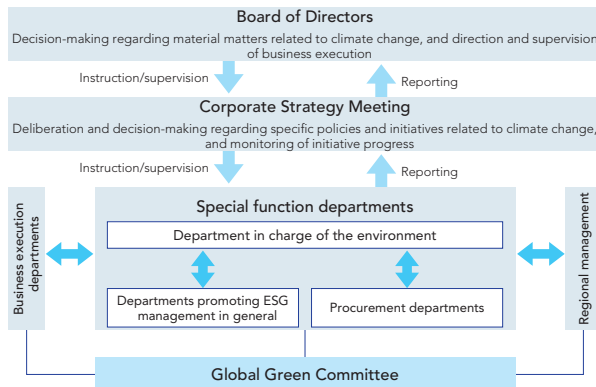 Board of Directors
Decision-making regarding material matters related to climate change, and direction and supervision
of business execution
Instruction/supervision
Reporting
Corporate Strategy Meeting
Deliberation and decision-making regarding specific policies and initiatives related to climate change,
and monitoring of initiative progress
Instruction/supervision
Reporting
Business execution
departments
Special function departments
Department in charge of the environment
Departments promoting ESG
management in general
Procurement departments
Regional management
Global Green Committee